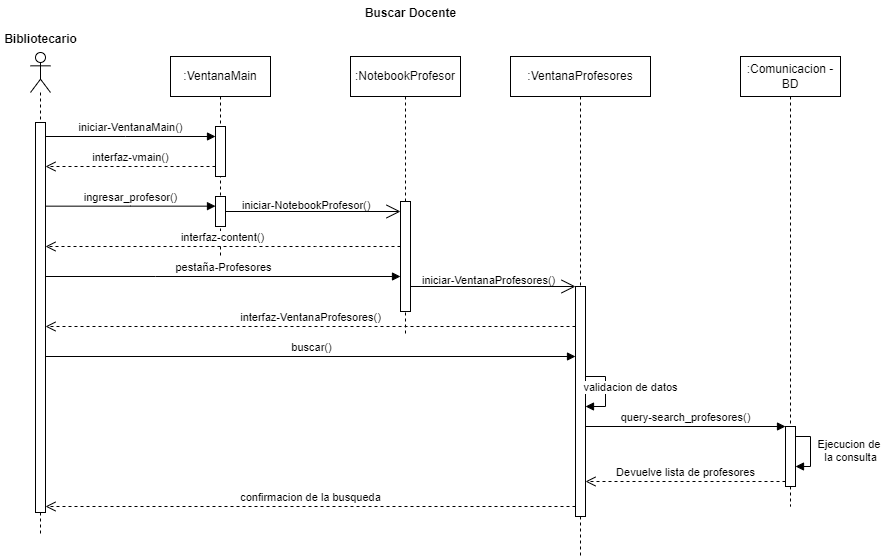 Buscar Docente
Bibliotecario
:VentanaMain
:NotebookProfesor
:VentanaProfesores
:Comunicacion -
BD
iniciar-VentanaMain()
interfaz-vmain()
ingresar_profesor()
iniciar-NotebookProfesor()
interfaz-content()
pestaña-Profesores
iniciar-VentanaProfesores()
interfaz-VentanaProfesores()
buscar()
validacion de datos
query-search_profesores()
Ejecucion de
la consulta
Devuelve lista de profesores
confirmacion de la busqueda